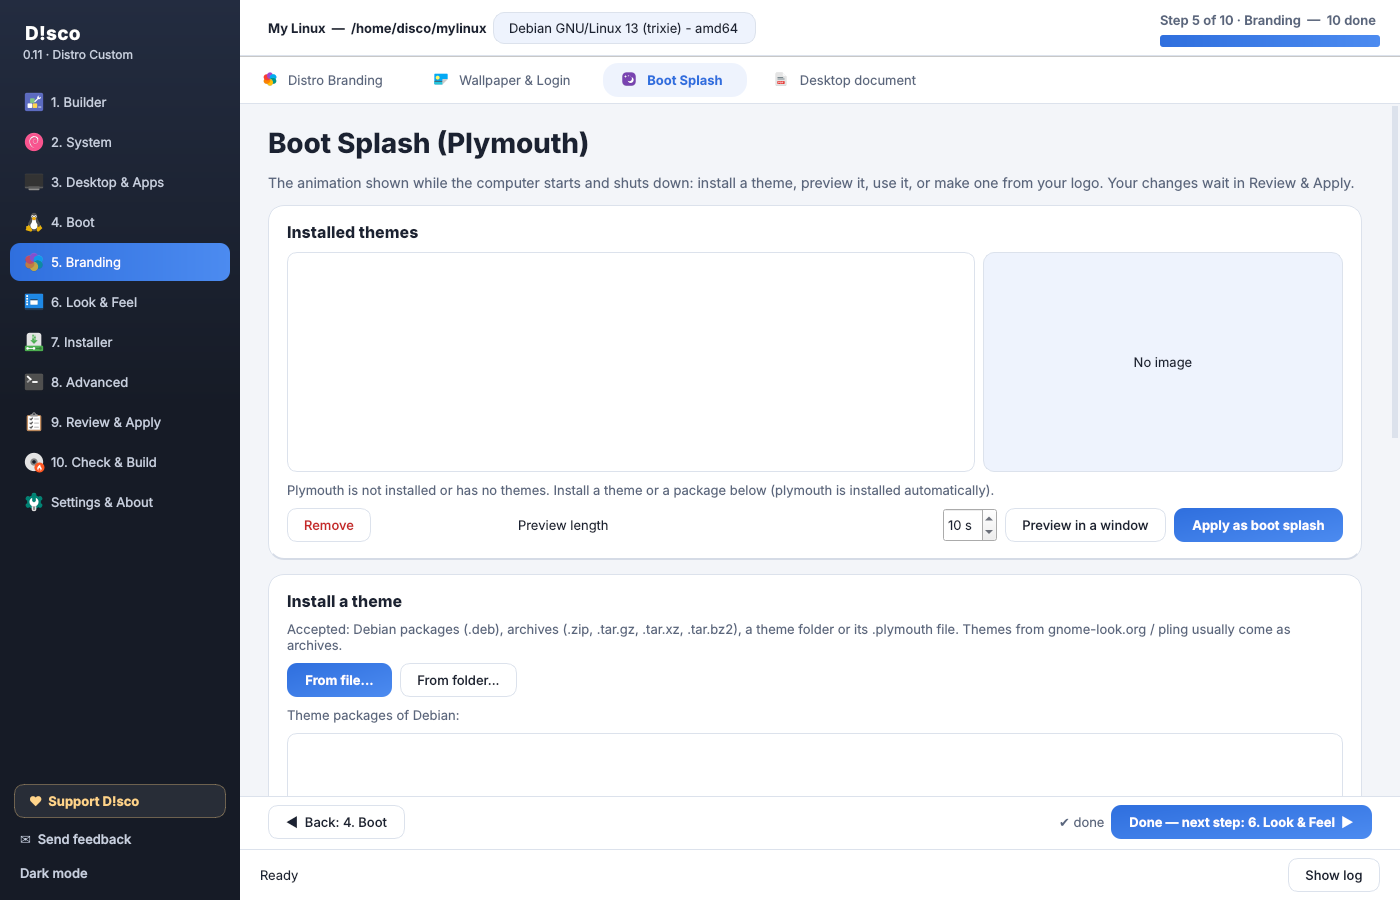 D!sco
0.11 · Distro Custom
1. Builder
2. System
3. Desktop & Apps
4. Boot
5. Branding
6. Look & Feel
7. Installer
8. Advanced
9. Review & Apply
10. Check & Build
Settings & About
Support D!sco
Send feedback
Dark mode
My Linux — /home/disco/mylinux
Debian GNU/Linux 13 (trixie) - amd64
Step 5 of 10 · Branding — 10 done
Distro Branding
Wallpaper & Login
Boot Splash
Desktop document
Boot Splash (Plymouth)
The animation shown while the computer starts and shuts down: install a theme, preview it, use it, or make one from your logo. Your changes wait in Review & Apply.
Installed themes
No image
Plymouth is not installed or has no themes. Install a theme or a package below (plymouth is installed automatically).
Remove
Preview length
10 s
Preview in a window
Apply as boot splash
Install a theme
Accepted: Debian packages (.deb), archives (.zip, .tar.gz, .tar.xz, .tar.bz2), a theme folder or its .plymouth file. Themes from gnome-look.org / pling usually come as
archives.
From file...
From folder...
Theme packages of Debian:
◀ Back: 4. Boot
✔ done
Done — next step: 6. Look & Feel ▶
Ready
Show log